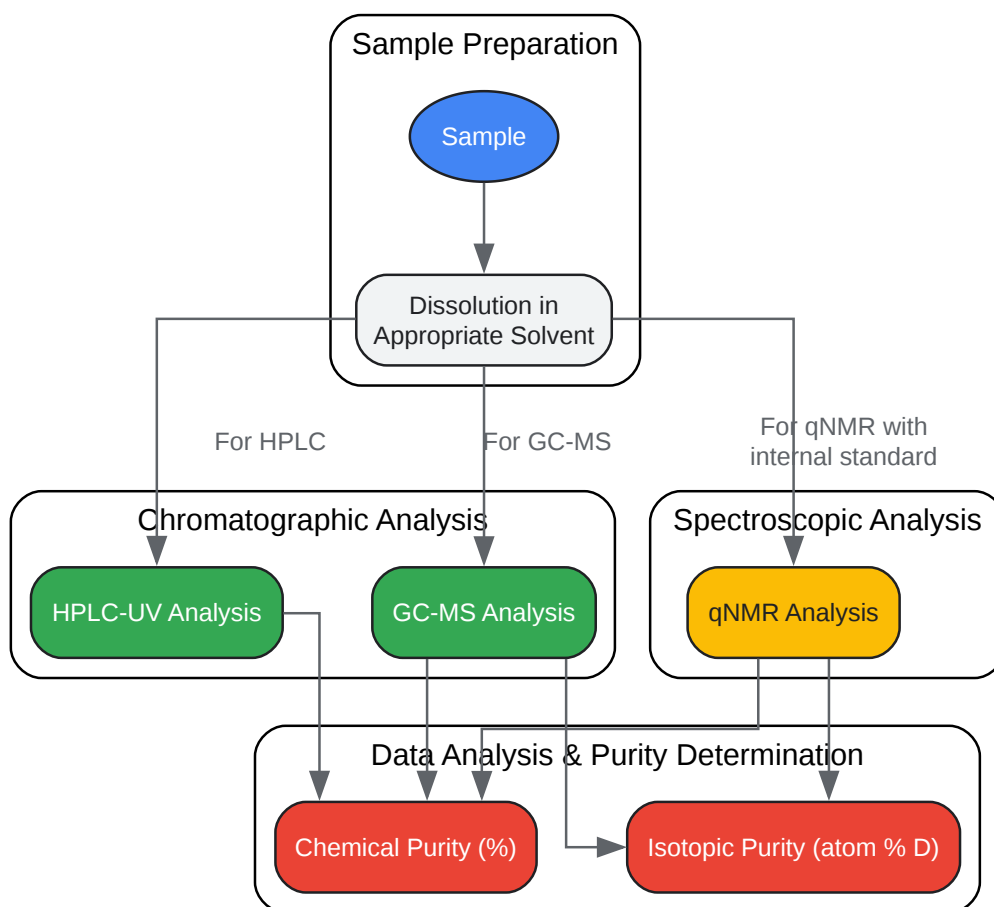 Sample Preparation
Sample
Dissolution in
Appropriate Solvent
For HPLC
For GC-MS
For qNMR with
internal standard
Chromatographic Analysis
Spectroscopic Analysis
HPLC-UV Analysis
GC-MS Analysis
qNMR Analysis
Data Analysis & Purity Determination
Chemical Purity (%)
Isotopic Purity (atom % D)